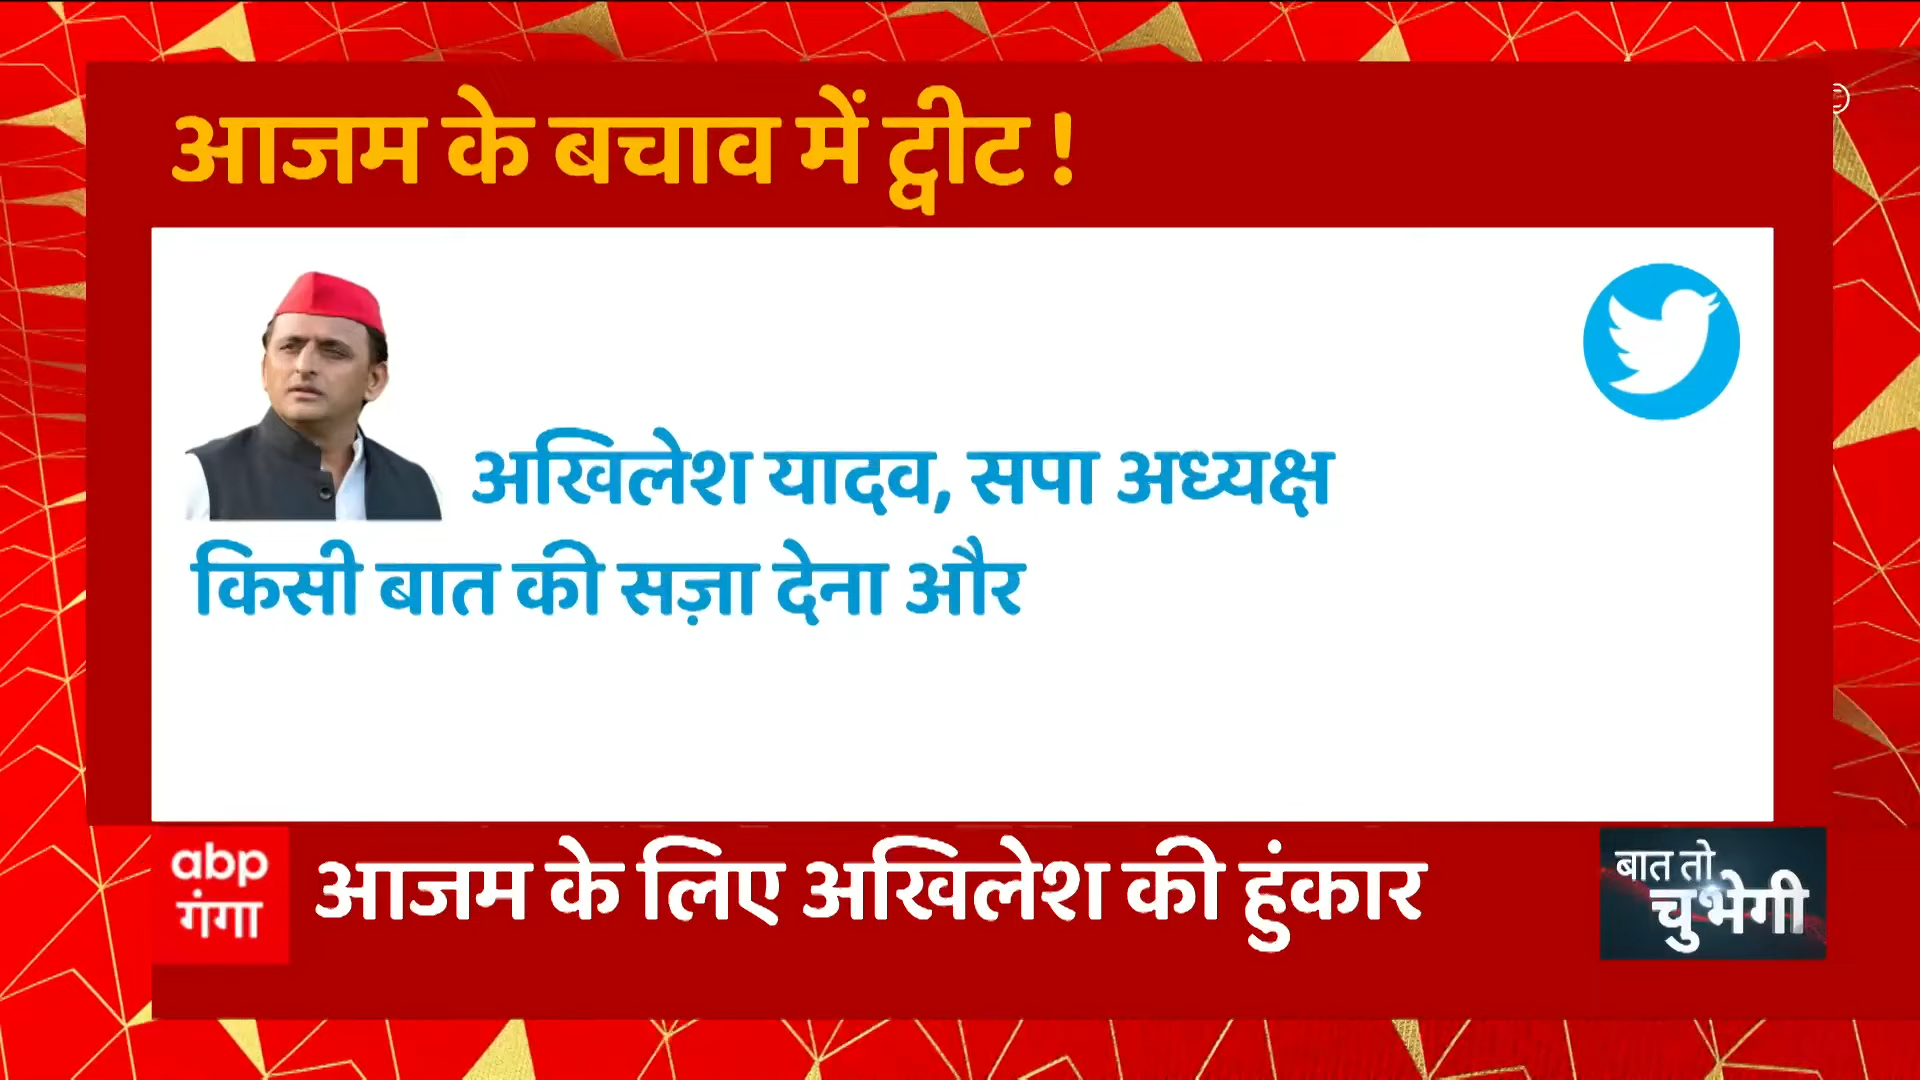 आजम के बचाव में ट्वीट !
अखिलेश यादव, सपा अध्यक्ष
किसी बात की सज़ा देना और
abp
गंगा
आजम के लिए अखिलेश की हुंकार
बात तो
चुभेगी